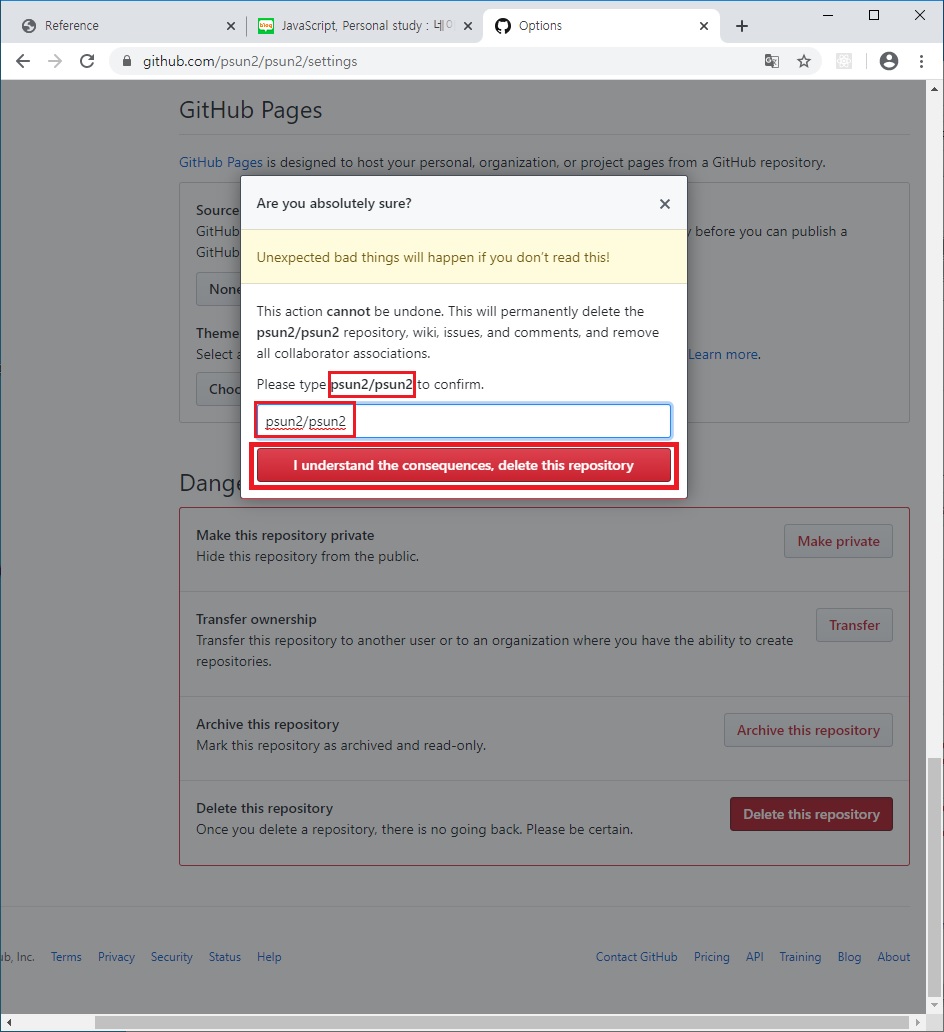 Reference
JavaScript, Personal study : 네이
Options
github.com/psun2/psun2/settings
GitHub Pages
GitHub Pages is designed to host your personal, organization, or project pages from a GitHub repository.
Are you absolutely sure?
Unexpected bad things will happen if you don’t read this!
Source
GitHub
before you can publish a
GitHub
None
This action cannot be undone. This will permanently delete the
psun2/psun2 repository, wiki, issues, and comments, and remove
all collaborator associations.
Theme
Select
Learn more.
Please type psun2/psun2 to confirm.
Choo
psun2/psun2
I understand the consequences, delete this repository
Dange
Make this repository private
Hide this repository from the public.
Make private
Transfer ownership
Transfer this repository to another user or to an organization where you have the ability to create
repositories.
Transfer
Archive this repository
Mark this repository as archived and read-only.
Archive this repository
Delete this repository
Once you delete a repository, there is no going back. Please be certain.
Delete this repository
ub, Inc. Terms Privacy Security Status Help
Contact GitHub Pricing API Training Blog About